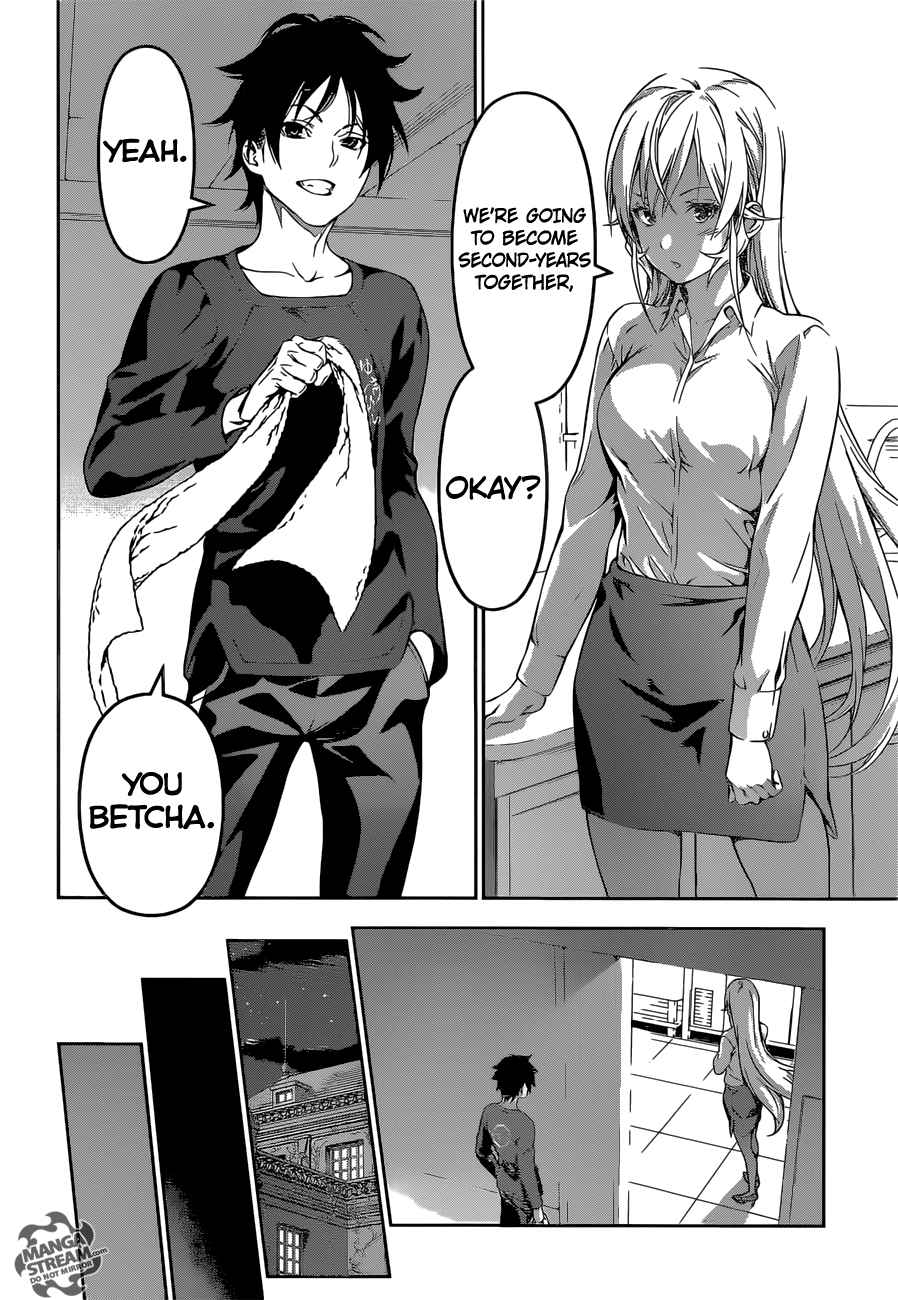 WE'RE GOING
TO BECOME
SECOND-YEARS
TOGETHER,
OKAY?
YEAH.
YOU
BETCHA.
MANGA
STREAM.com
DO NOT MIRROR!